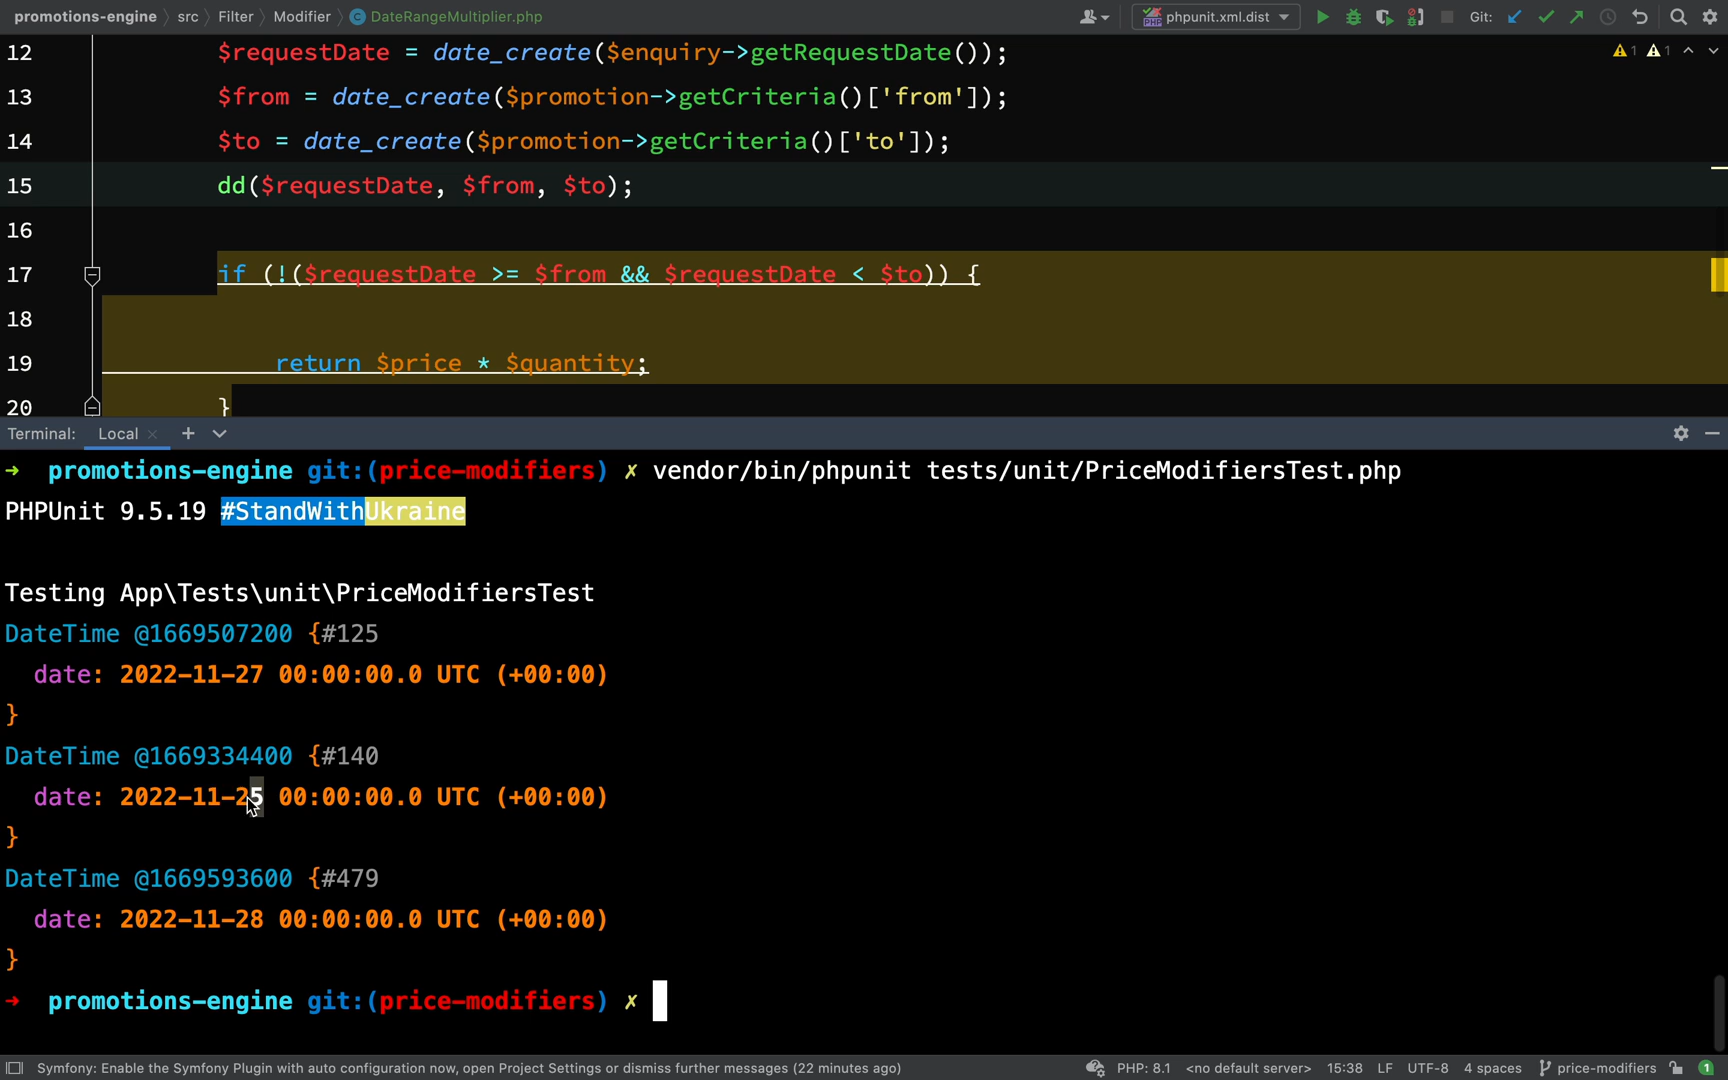 promotions-engine src Filter Modifier C DateRangeMultiplier.php phpunit.xml.dist Git:
12 $requestDate = date_create($enquiry->getRequestDate());
13 $from = date_create($promotion->getCriteria()['from']);
14 $to = date_create($promotion->getCriteria()['to']);
15 dd($requestDate, $from, $to);
16
17 if (!($requestDate >= $from && $requestDate < $to)) {
18
19 return $price * $quantity;
20 }
1 1
Terminal: Local
→ promotions-engine git:(price-modifiers) ✗ vendor/bin/phpunit tests/unit/PriceModifiersTest.php
PHPUnit 9.5.19 #StandWithUkraine
Testing App\Tests\unit\PriceModifiersTest
DateTime @1669507200 {#125
date: 2022-11-27 00:00:00.0 UTC (+00:00)
}
DateTime @1669334400 {#140
date: 2022-11-25 00:00:00.0 UTC (+00:00)
}
DateTime @1669593600 {#479
date: 2022-11-28 00:00:00.0 UTC (+00:00)
}
→ promotions-engine git:(price-modifiers) ✗
Symfony: Enable the Symfony Plugin with auto configuration now, open Project Settings or dismiss further messages (22 minutes ago) PHP: 8.1 <no default server> 15:38 LF UTF-8 4 spaces price-modifiers 1